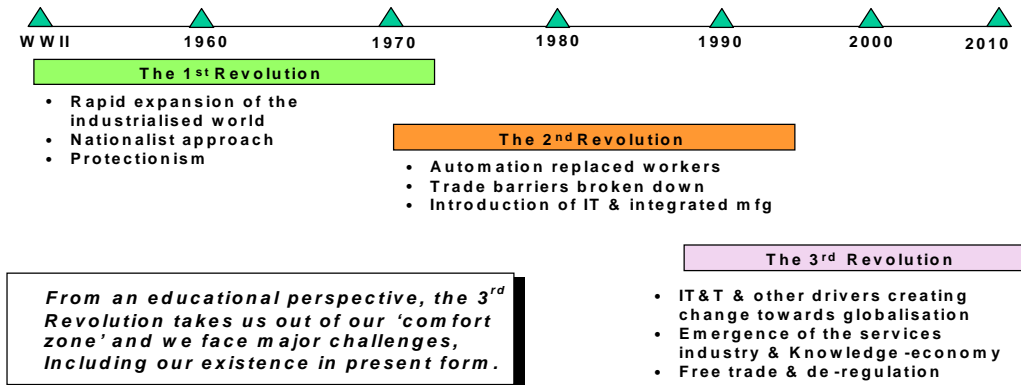 WWII 1960 1970 1980 1990 2000 2010
The 1st Revolution
• Rapid expansion of the
industrialised world
• Nationalist approach
• Protectionism
The 2nd Revolution
• Automation replaced workers
• Trade barriers broken down
• Introduction of IT & integrated mfg
The 3rd Revolution
• IT&T & other drivers creating
change towards globalisation
• Emergence of the services
industry & Knowledge-economy
• Free trade & de-regulation
From an educational perspective, the 3rd
Revolution takes us out of our ‘comfort
zone’ and we face major challenges,
Including our existence in present form.